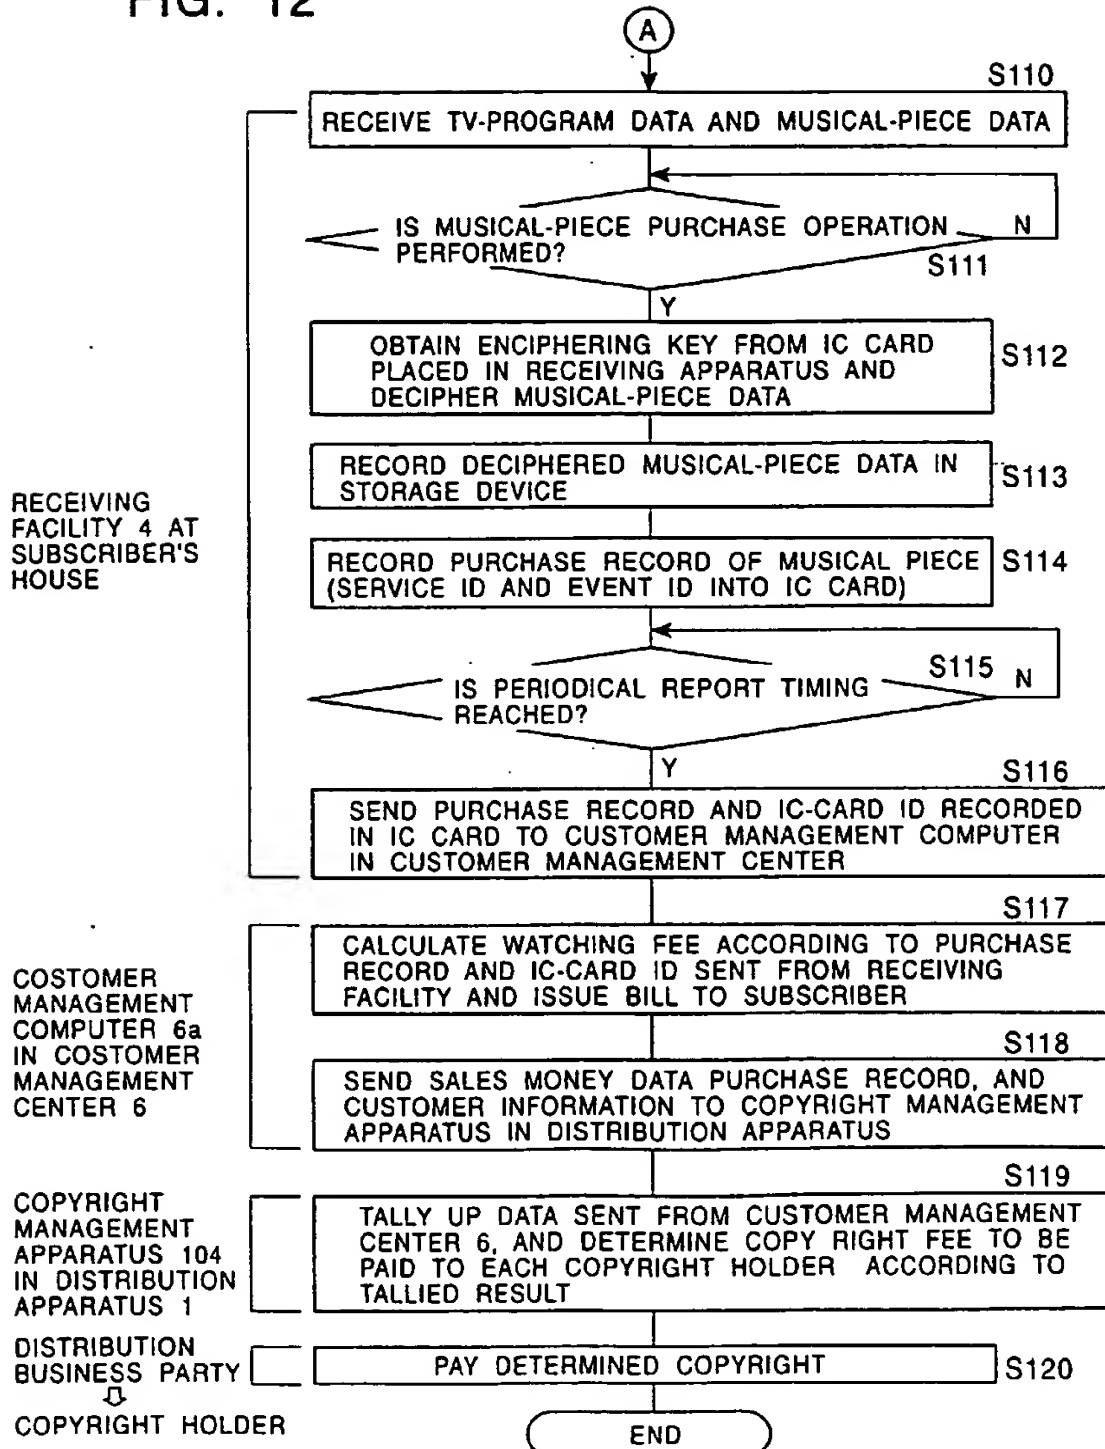 FIG. 12
A
S110
RECEIVE TV-PROGRAM DATA AND MUSICAL-PIECE DATA
IS MUSICAL-PIECE PURCHASE OPERATION
PERFORMED?
N
S111
Y
OBTAIN ENCIPHERING KEY FROM IC CARD
PLACED IN RECEIVING APPARATUS AND
DECIPHER MUSICAL-PIECE DATA
S112
RECORD DECIPHERED MUSICAL-PIECE DATA IN
STORAGE DEVICE
S113
RECEIVING
FACILITY 4 AT
SUBSCRIBER'S
HOUSE
RECORD PURCHASE RECORD OF MUSICAL PIECE
(SERVICE ID AND EVENT ID INTO IC CARD)
S114
S115
N
IS PERIODICAL REPORT TIMING
REACHED?
Y
S116
SEND PURCHASE RECORD AND IC-CARD ID RECORDED
IN IC CARD TO CUSTOMER MANAGEMENT COMPUTER
IN CUSTOMER MANAGEMENT CENTER
S117
CALCULATE WATCHING FEE ACCORDING TO PURCHASE
RECORD AND IC-CARD ID SENT FROM RECEIVING
FACILITY AND ISSUE BILL TO SUBSCRIBER
COSTOMER
MANAGEMENT
COMPUTER 6a
IN COSTOMER
MANAGEMENT
CENTER 6
S118
SEND SALES MONEY DATA PURCHASE RECORD, AND
CUSTOMER INFORMATION TO COPYRIGHT MANAGEMENT
APPARATUS IN DISTRIBUTION APPARATUS
S119
COPYRIGHT
MANAGEMENT
APPARATUS 104
IN DISTRIBUTION
APPARATUS 1
TALLY UP DATA SENT FROM CUSTOMER MANAGEMENT
CENTER 6, AND DETERMINE COPY RIGHT FEE TO BE
PAID TO EACH COPYRIGHT HOLDER ACCORDING TO
TALLIED RESULT
DISTRIBUTION
BUSINESS PARTY
⇩
COPYRIGHT HOLDER
PAY DETERMINED COPYRIGHT
S120
END